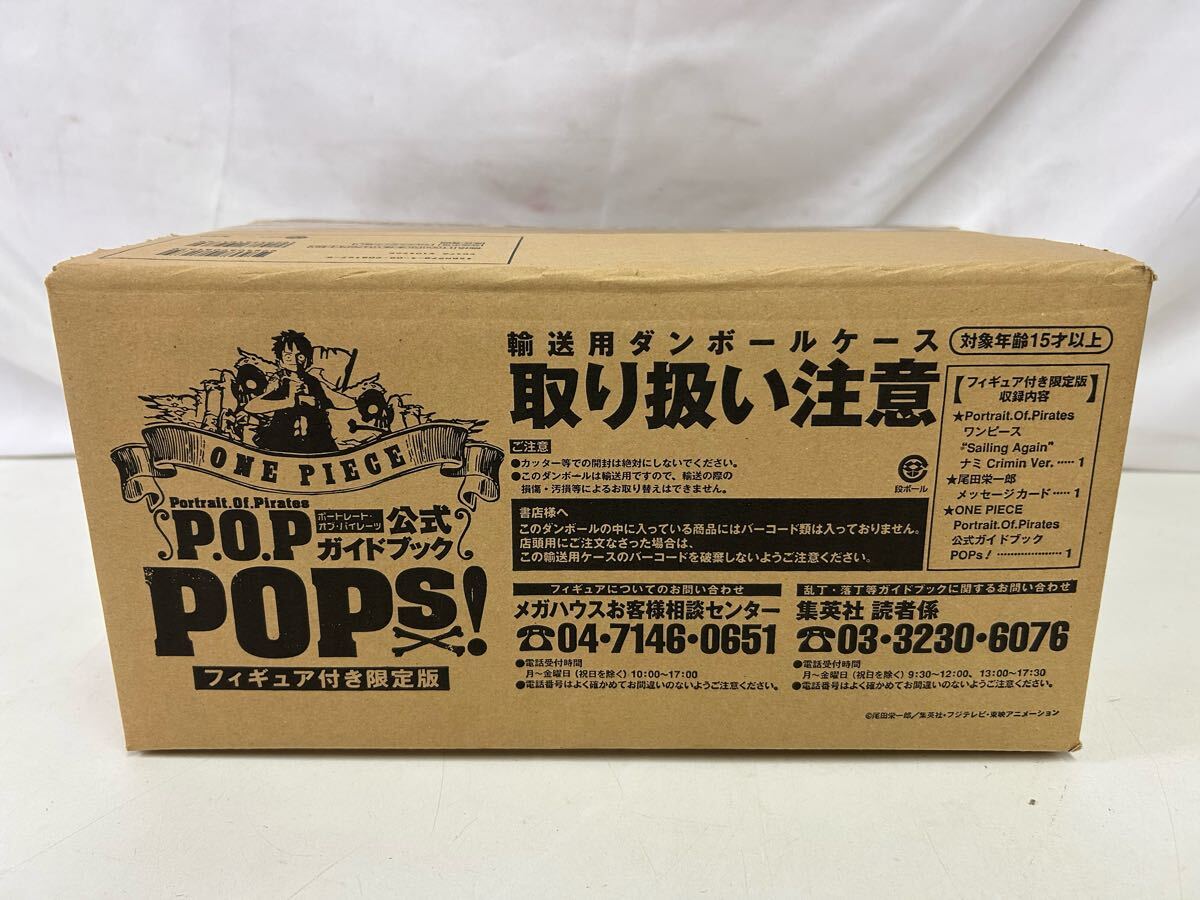 ONE PIECE
Portrait.Of.Pirates
P.O.P
ポートレート・
オブ・パイレーツ
公式
ガイドブック
POPs!
フィギュア付き限定版
輸送用ダンボールケース
取り扱い注意
ご注意
●カッター等での開封は絶対にしないでください。
●このダンボールは輸送用ですので、輸送の際の
損傷・汚損等によるお取り替えはできません。
段ボール
書店様へ
このダンボールの中に入っている商品にはバーコード類は入っておりません。
店頭用にご注文なさった場合は、
この輸送用ケースのバーコードを破棄しないようご注意ください。
対象年齢15才以上
【フィギュア付き限定版】
収録内容
★Portrait.Of.Pirates
ワンピース
"Sailing Again"
ナミ Crimin Ver. ····· 1
★尾田栄一郎
メッセージカード ····· 1
★ONE PIECE
Portrait.Of.Pirates
公式ガイドブック
POPs! ····················· 1
フィギュアについてのお問い合わせ
メガハウスお客様相談センター
☎04・7146・0651
●電話受付時間
月~金曜日(祝日を除く)10:00~17:00
●電話番号はよく確かめてお間違いのないようご注意ください。
乱丁・落丁等ガイドブックに関するお問い合わせ
集英社 読者係
☎03・3230・6076
●電話受付時間
月~金曜日(祝日を除く)9:30~12:00、13:00~17:30
●電話番号はよく確かめてお間違いのないようご注意ください。
©尾田栄一郎/集英社・フジテレビ・東映アニメーション